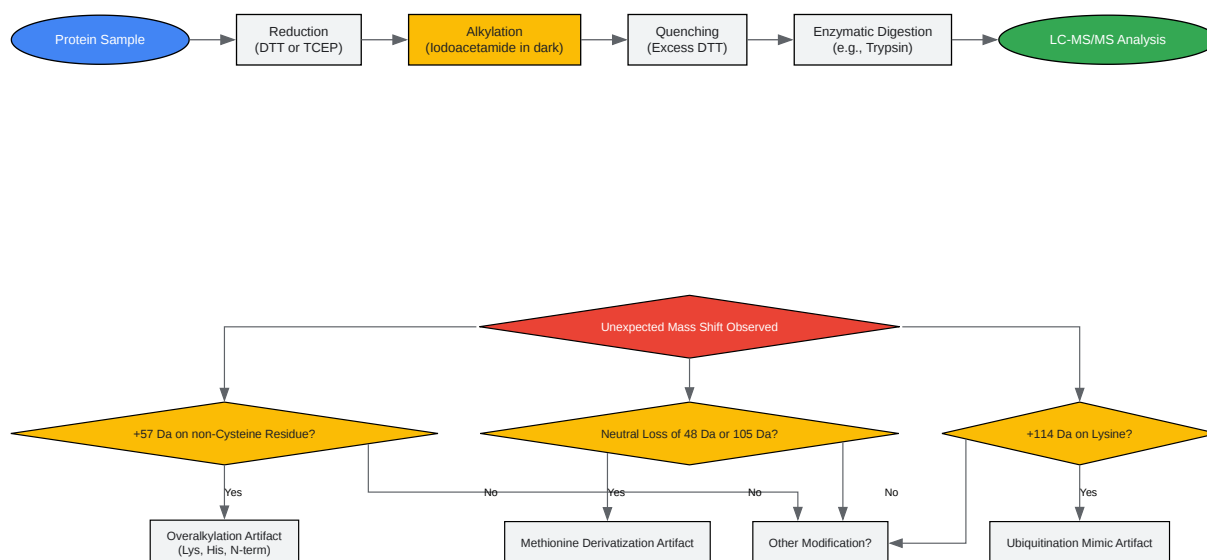 Protein Sample
Reduction
(DTT or TCEP)
Alkylation
(Iodoacetamide in dark)
Quenching
(Excess DTT)
Enzymatic Digestion
(e.g., Trypsin)
LC-MS/MS Analysis
Unexpected Mass Shift Observed
+57 Da on non-Cysteine Residue?
Neutral Loss of 48 Da or 105 Da?
+114 Da on Lysine?
Yes
No
Yes
No
No
Yes
Overalkylation Artifact
(Lys, His, N-term)
Methionine Derivatization Artifact
Other Modification?
Ubiquitination Mimic Artifact